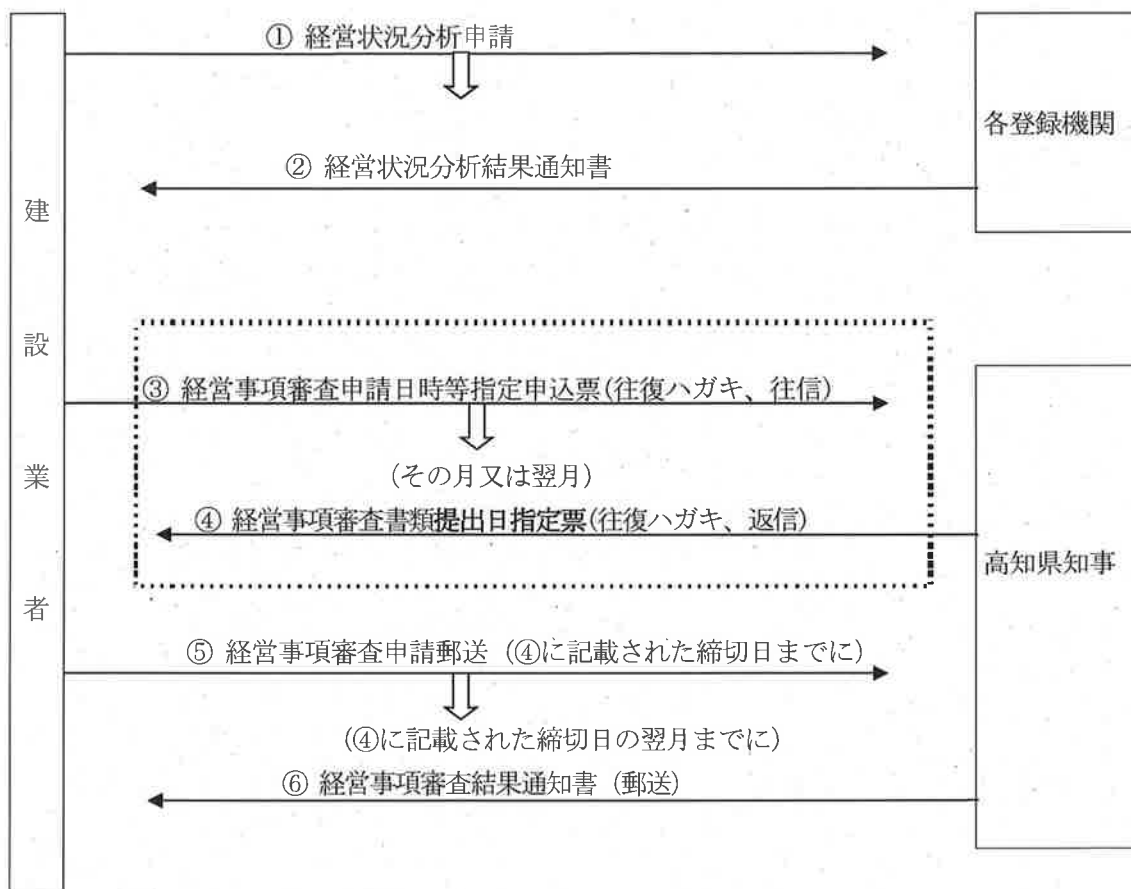 ① 経営状況分析申請
各登録機関
② 経営状況分析結果通知書
建設業者
③ 経営事項審査申請日時等指定申込票(往復ハガキ、往信)
(その月又は翌月)
④ 経営事項審査書類提出日指定票(往復ハガキ、返信)
高知県知事
⑤ 経営事項審査申請郵送 (④に記載された締切日までに)
(④に記載された締切日の翌月までに)
⑥ 経営事項審査結果通知書 (郵送)